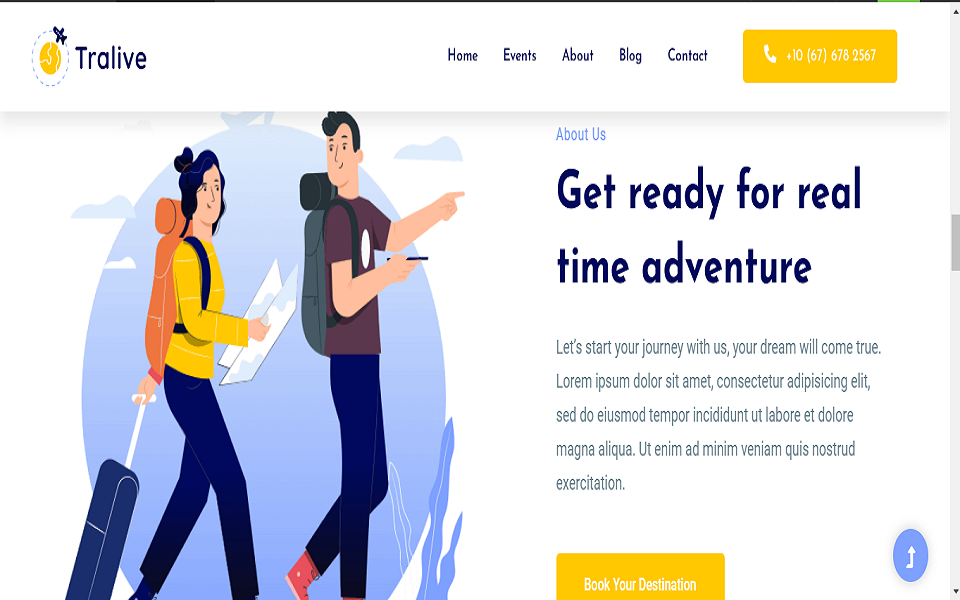 Tralive
Home Events About Blog Contact +10 (67) 678 2567
About Us
Get ready for real
time adventure
Let's start your journey with us, your dream will come true.
Lorem ipsum dolor sit amet, consectetur adipisicing elit,
sed do eiusmod tempor incididunt ut labore et dolore
magna aliqua. Ut enim ad minim veniam quis nostrud
exercitation.
Book Your Destination